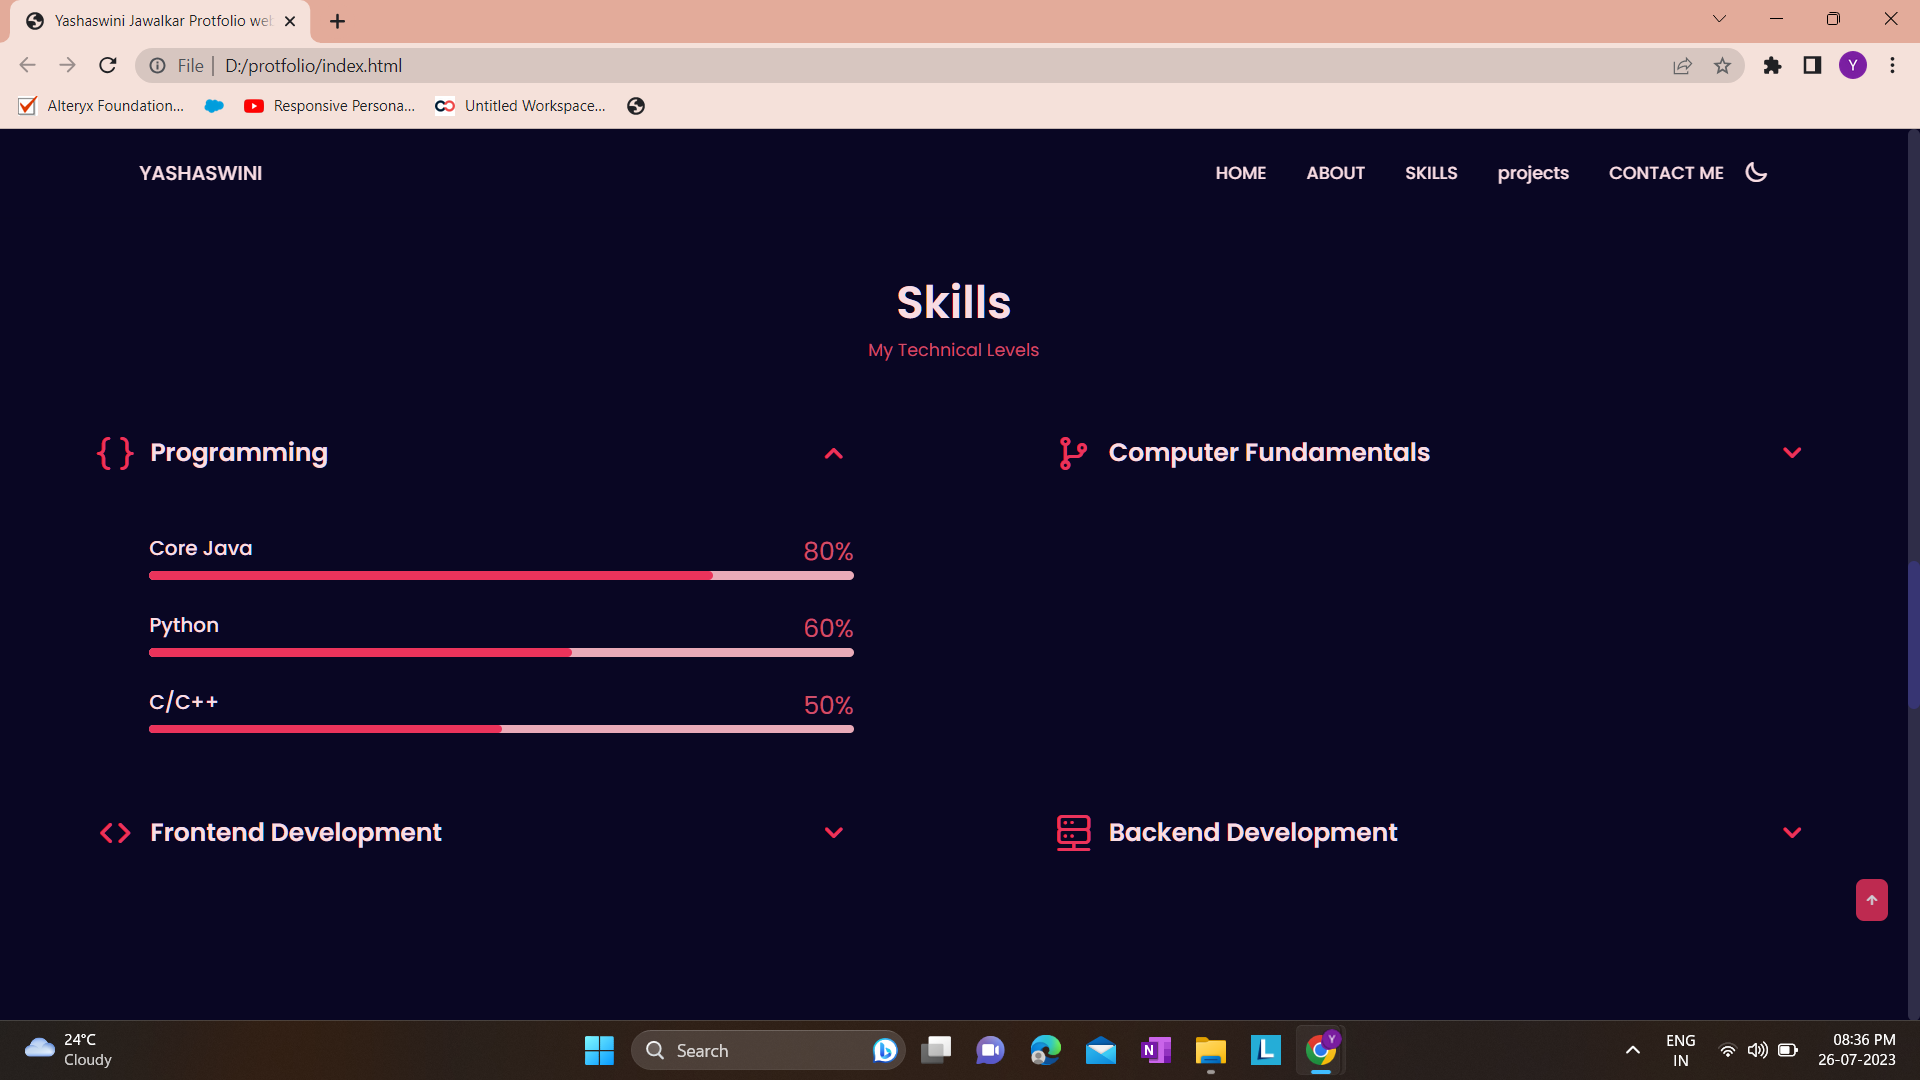 Yashaswini Jawalkar Protfolio web
File | D:/protfolio/index.html
Y
Alteryx Foundation...
Responsive Persona...
Untitled Workspace...
YASHASWINI
HOME
ABOUT
SKILLS
projects
CONTACT ME
Skills
My Technical Levels
{ } Programming
Computer Fundamentals
Core Java
80%
Python
60%
C/C++
50%
<> Frontend Development
Backend Development
24°C
Cloudy
Search
N
L
Y
ENG
IN
08:36 PM
26-07-2023